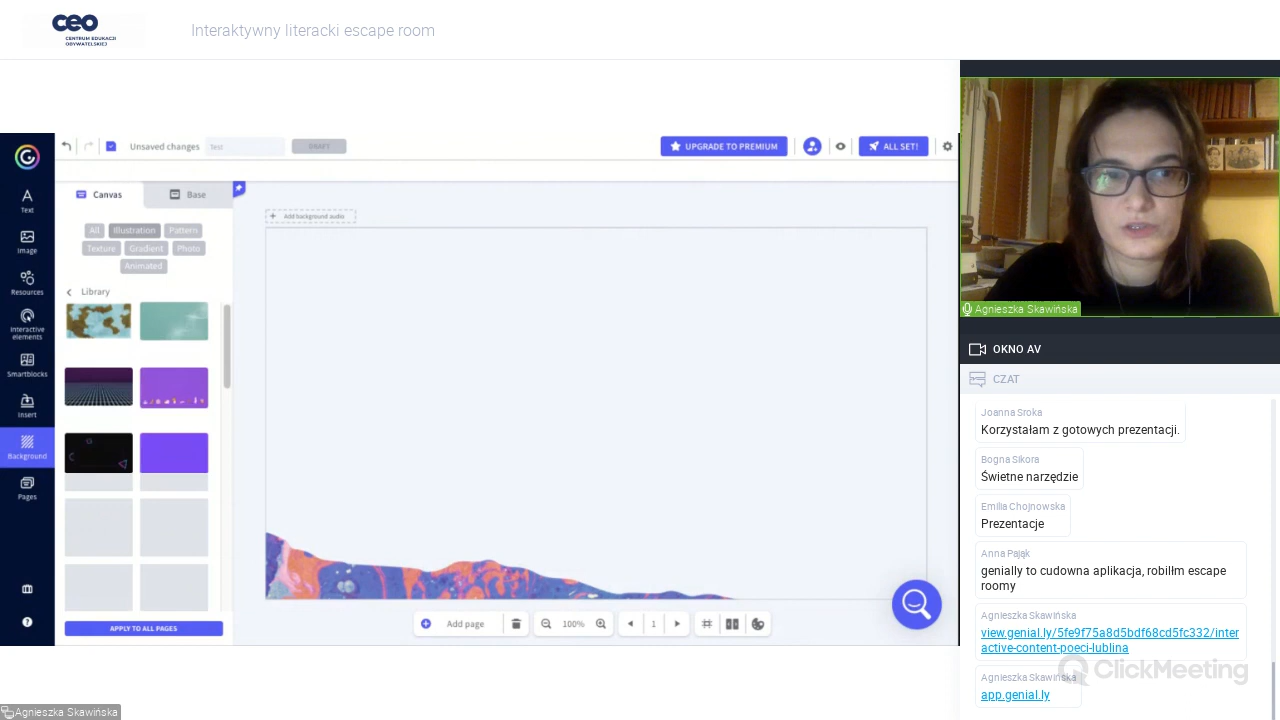 ceo
CENTRUM EDUKACJI
OBYWATELSKIEJ
Interaktywny literacki escape room
Unsaved changes
test
DRAFT
UPGRADE TO PREMIUM
ALL SET!
Text
Image
Resources
Interactive
elements
Smartblocks
Insert
Background
Pages
Canvas
Base
All
Illustration
Pattern
Texture
Gradient
Photo
Animated
Library
APPLY TO ALL PAGES
Add background audio
Add page
100%
1
Agnieszka Skawińska
Agnieszka Skawińska
OKNO AV
CZAT
Joanna Sroka
Korzystałam z gotowych prezentacji.
Bogna Sikora
Świetne narzędzie
Emilia Chojnowska
Prezentacje
Anna Pająk
genially to cudowna aplikacja, robiłłm escape
roomy
Agnieszka Skawińska
view.genial.ly/5fe9f75a8d5bdf68cd5fc332/inter
active-content-poeci-lublina
Agnieszka Skawińska
app.genial.ly
ClickMeeting